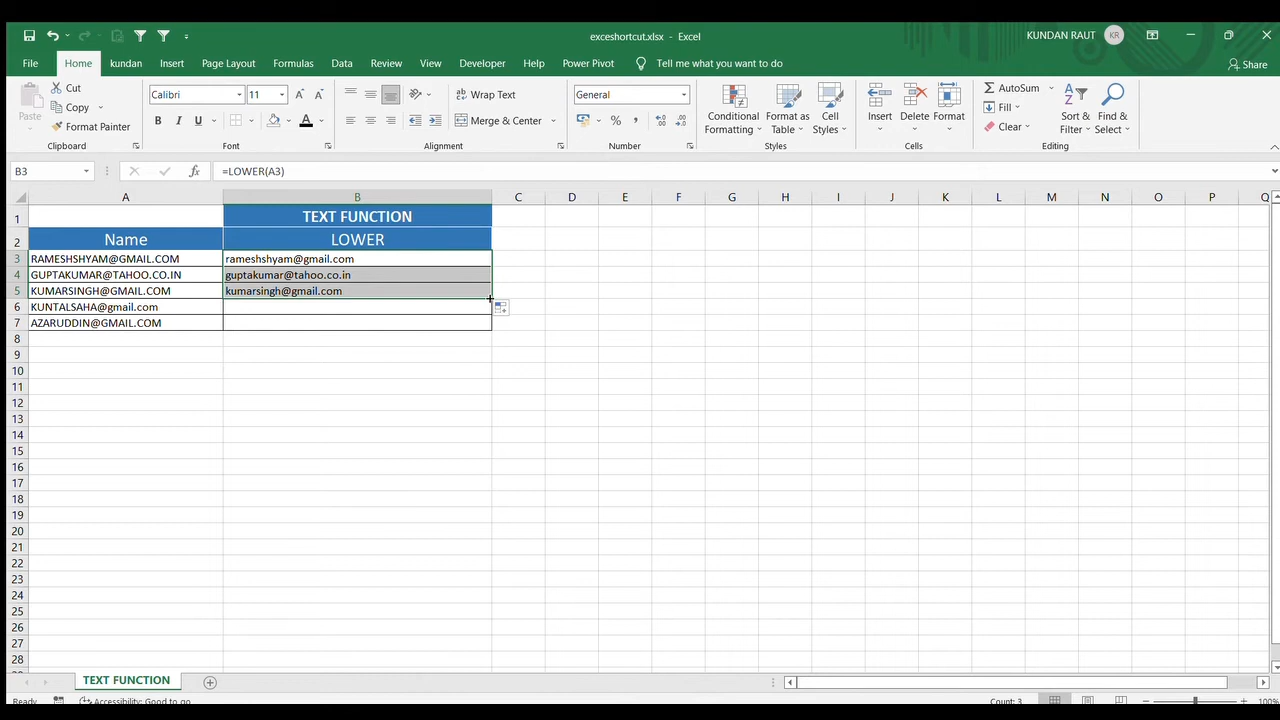 exceshortcut.xlsx - Excel
KUNDAN RAUT KR
File Home kundan Insert Page Layout Formulas Data Review View Developer Help Power Pivot Tell me what you want to do Share
Paste
Cut
Copy
Format Painter
Clipboard
Calibri 11
B I U A
Font
Wrap Text
Merge & Center
Alignment
General
%
Number
Conditional Formatting
Format as Table
Cell Styles
Styles
Insert
Delete
Format
Cells
AutoSum
Fill
Clear
Sort & Filter
Find & Select
Editing
B3 fx =LOWER(A3)
A B C D E F G H I J K L M N O P Q
1 TEXT FUNCTION
2 Name LOWER
3 RAMESHSHYAM@GMAIL.COM rameshshyam@gmail.com
4 GUPTAKUMAR@TAHOO.CO.IN guptakumar@tahoo.co.in
5 KUMARSINGH@GMAIL.COM kumarsingh@gmail.com
6 KUNTALSAHA@gmail.com
7 AZARUDDIN@GMAIL.COM
8
9
10
11
12
13
14
15
16
17
18
19
20
21
22
23
24
25
26
27
28
TEXT FUNCTION
Ready Accessibility: Good to go Count: 3 100%